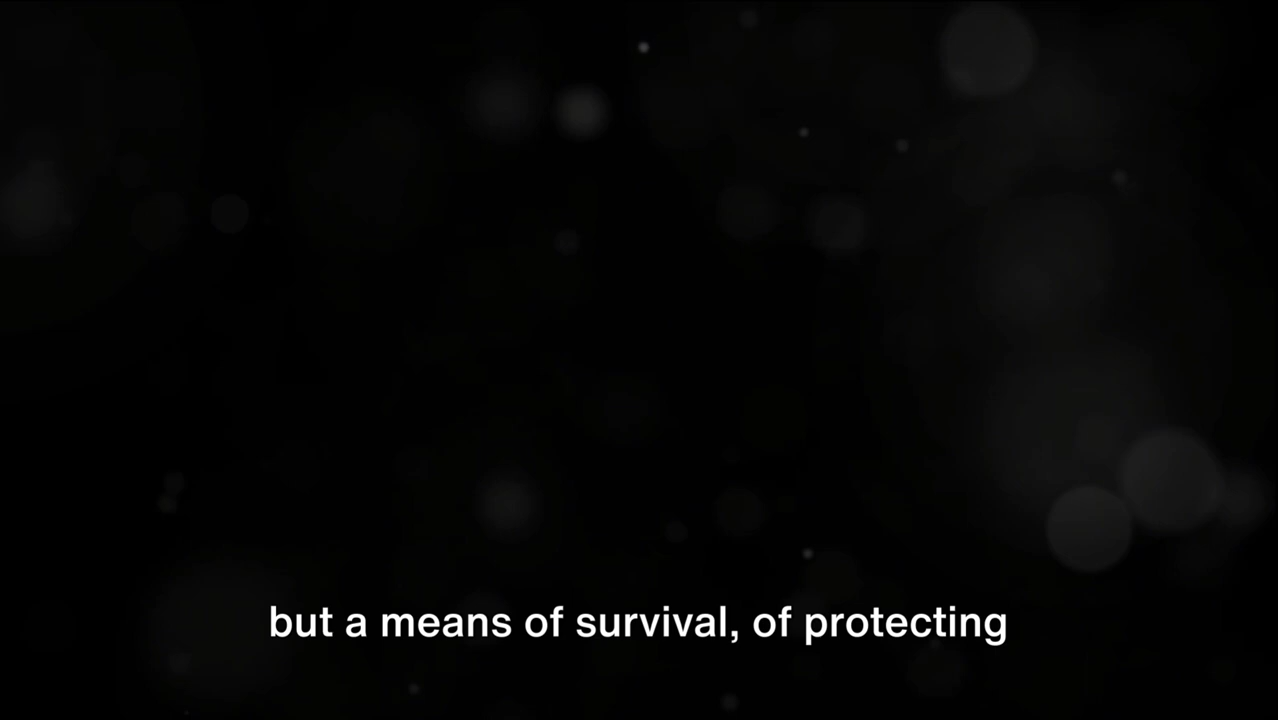 but a means of survival, of protecting